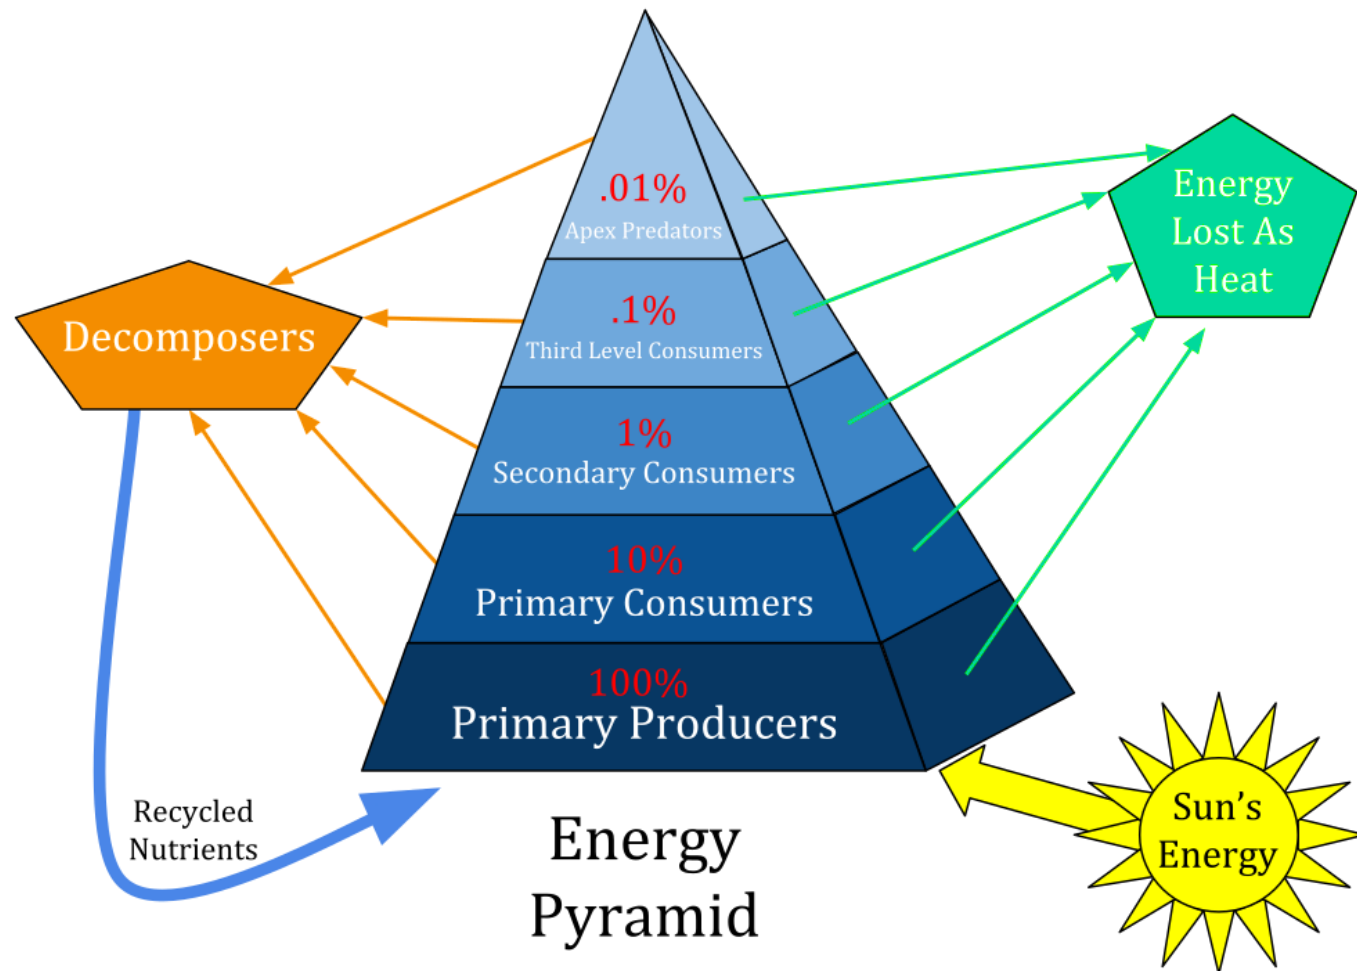 .01%
Apex Predators
Energy
Lost As
Heat
.1%
Third Level Consumers
Decomposers
1%
Secondary Consumers
10%
Primary Consumers
100%
Primary Producers
Recycled
Nutrients
Sun’s
Energy
Energy
Pyramid